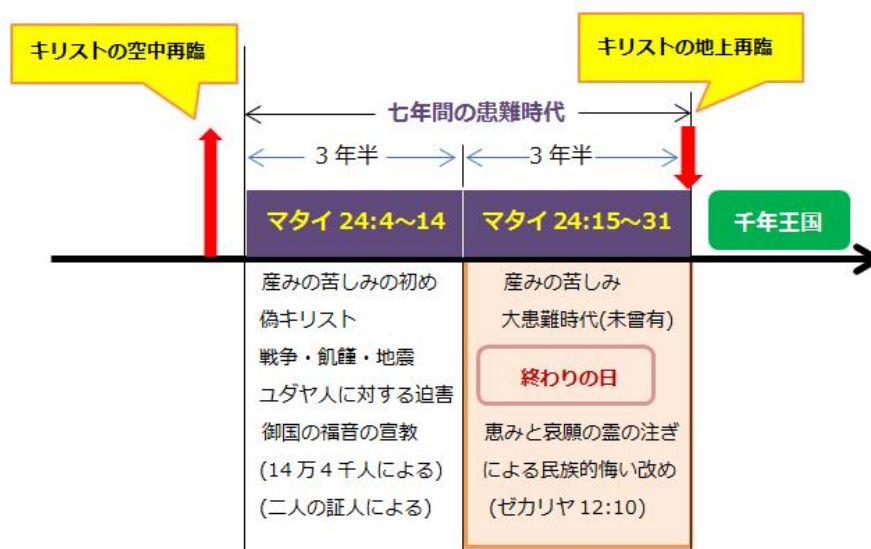 キリストの空中再臨
キリストの地上再臨
七年間の患難時代
3年半
3年半
マタイ 24:4～14
マタイ 24:15～31
千年王国
産みの苦しみの初め
偽キリスト
戦争・飢饉・地震
ユダヤ人に対する迫害
御国の福音の宣教
(14万4千人による)
(二人の証人による)
産みの苦しみ
大患難時代(未曾有)
終わりの日
恵みと哀願の霊の注ぎ
による民族的悔い改め
(ゼカリヤ 12:10)